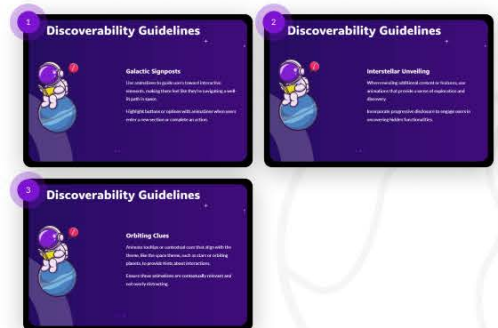 1
Discoverability Guidelines
Galactic Signposts
Use animations to guide users toward interactive
elements, making them feel like they're navigating a well-
lit path in space.
Highlight buttons or options with animations when users
enter a new section or complete an action.
2
Discoverability Guidelines
Interstellar Unveiling
When revealing additional content or features, use
animations that provide a sense of exploration and
discovery.
Incorporate progressive disclosure to engage users in
uncovering hidden functionalities.
3
Discoverability Guidelines
Orbiting Clues
Animate tooltips or contextual cues that align with the
theme, like the space theme, such as stars or orbiting
planets, to provide hints about interactions.
Ensure these animations are contextually relevant and
not overly distracting.